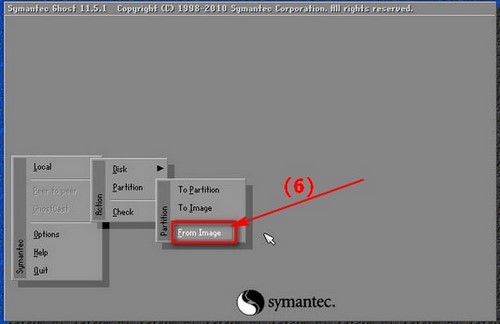 Symantec Ghost 11.5.1 Copyright (C) 1998-2010 Symantec Corporation. All rights reserved.
Local
Peer to peer
GhostCast
Options
Help
Quit
Symantec
Disk
Partition
Check
Action
To Partition
To Image
From Image
Partition
(6)
symantec.